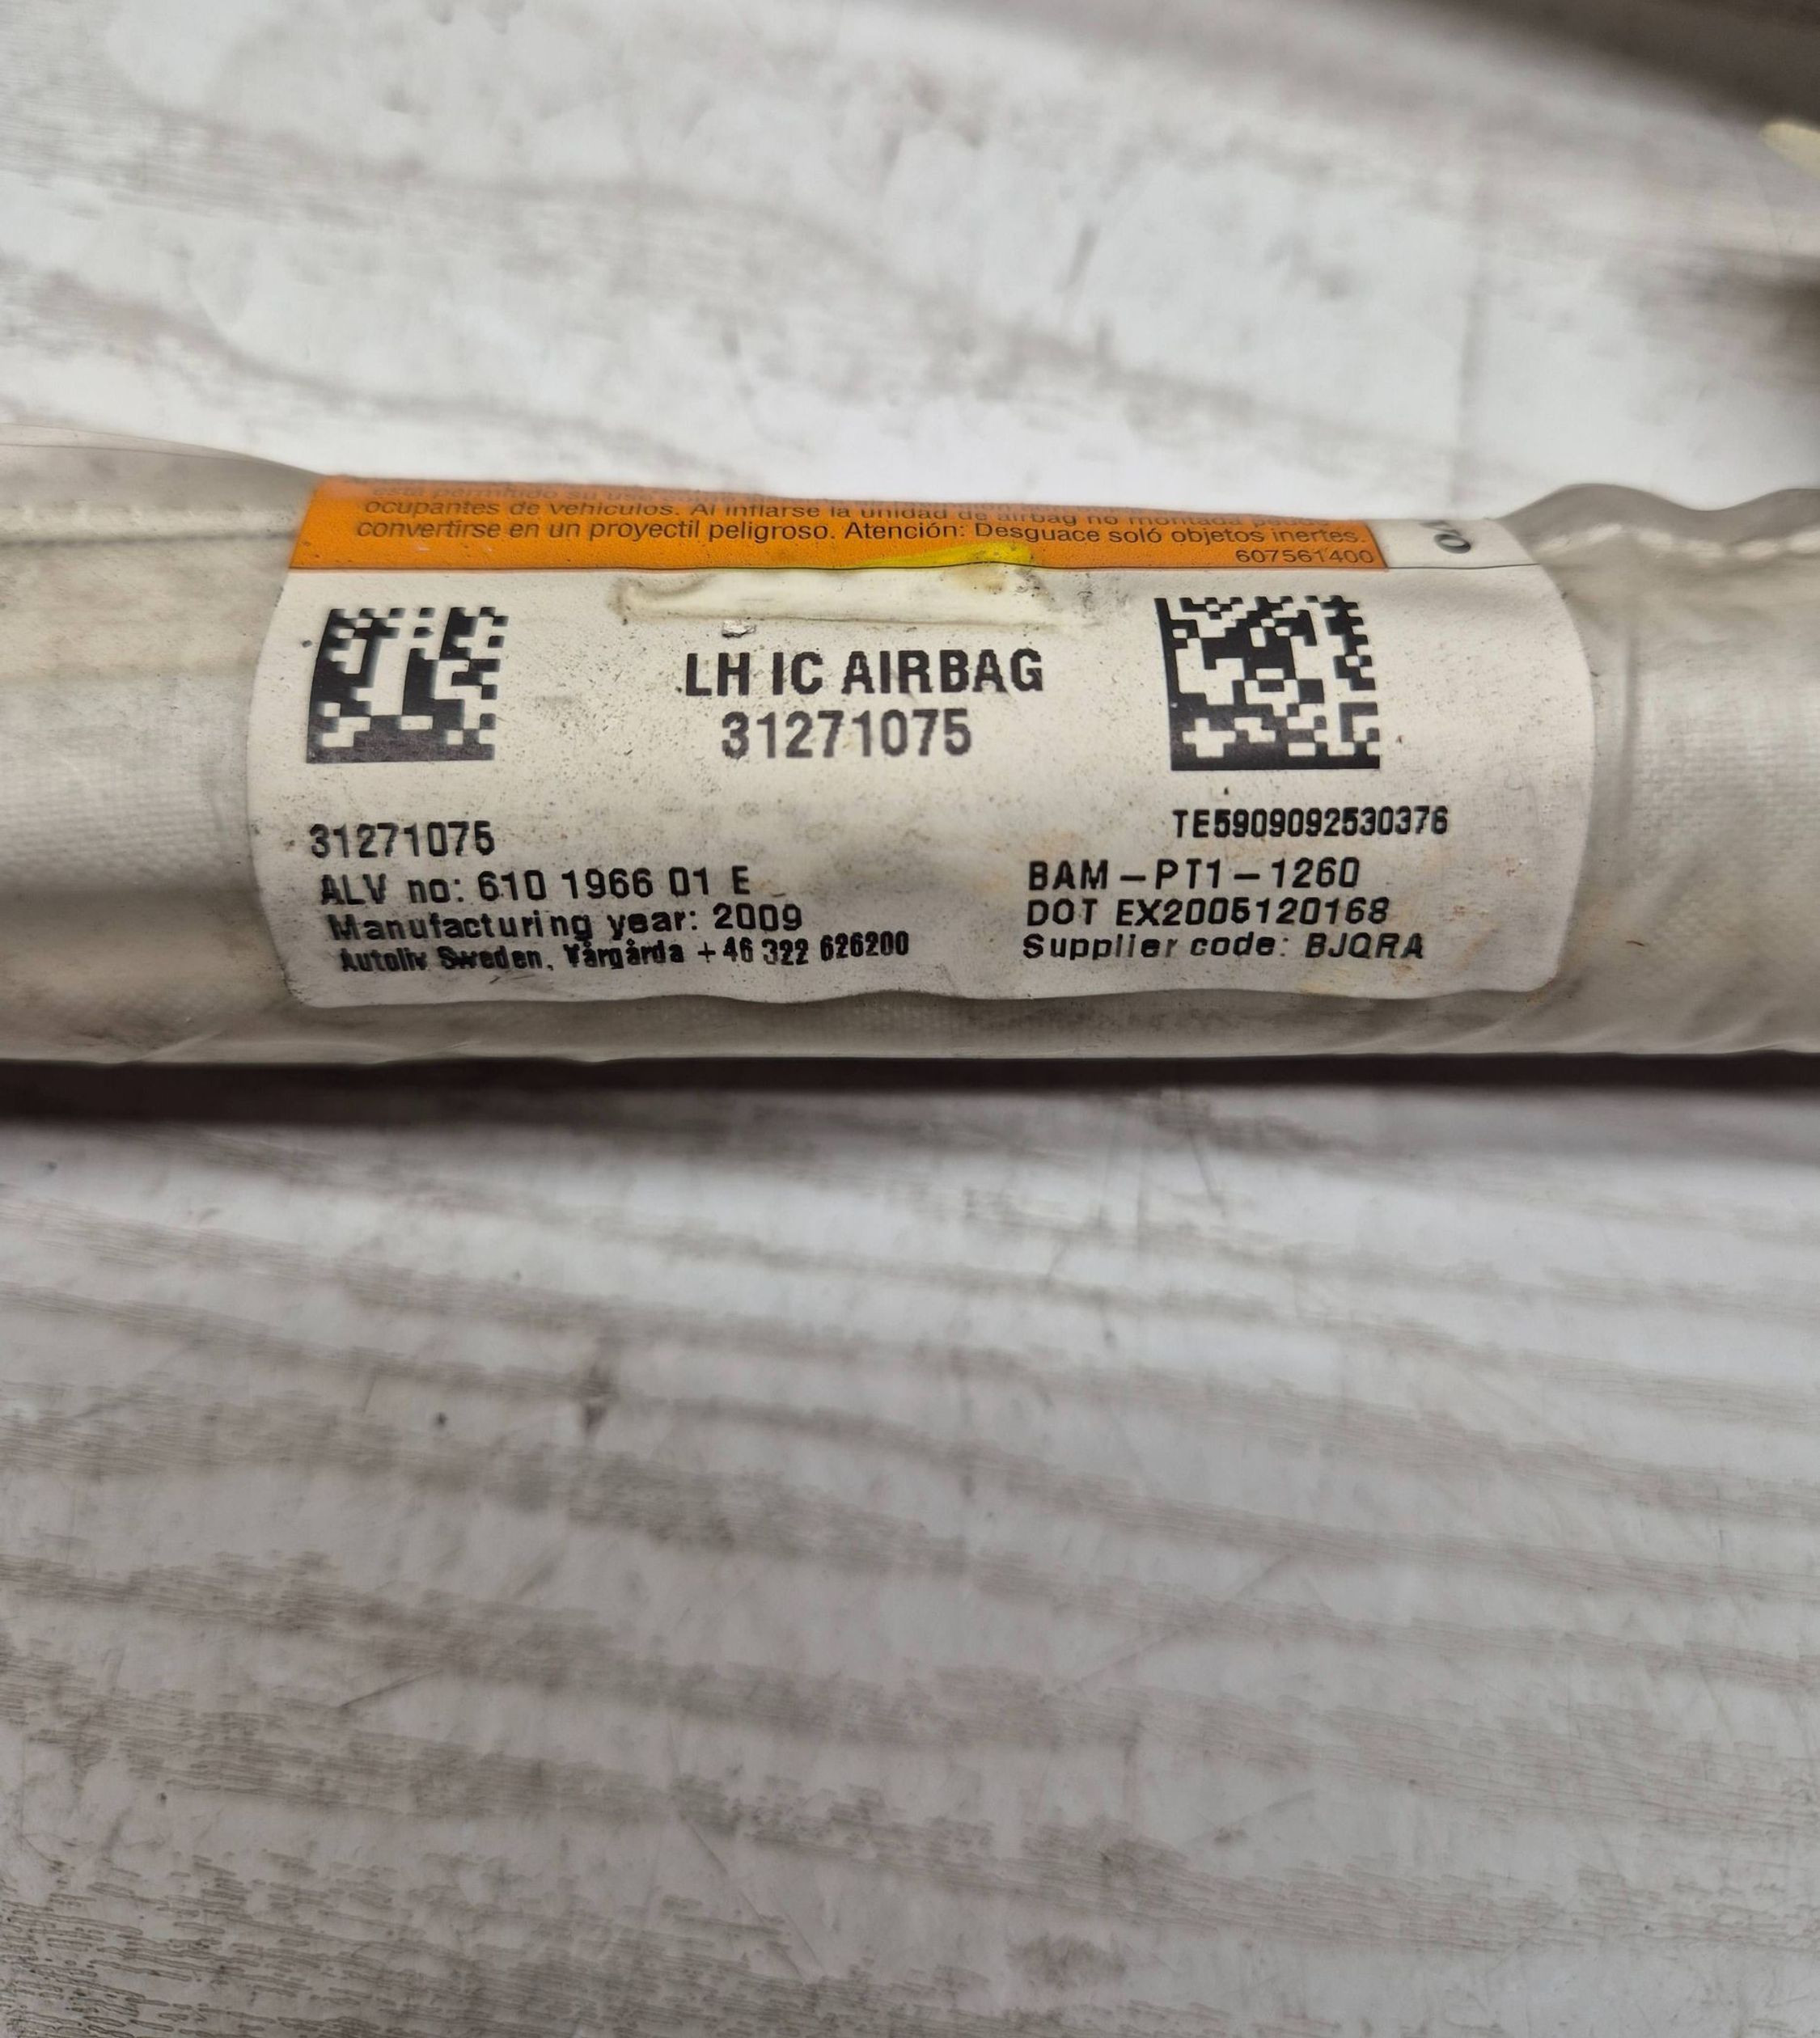 ocupantes de vehículos. Al inflarse la unidad de airbag no montada
convertirse en un proyectil peligroso. Atención: Desguace soló objetos inertes.
607561400
LH IC AIRBAG
31271075
TE5909092530376
31271075
ALV no: 610 1966 01 E
BAM-PT1-1260
Manufacturing year: 2009
DOT EX2005120168
Autoliv Sweden, Vårgårda +46 322 626200
Supplier code: BJQRA